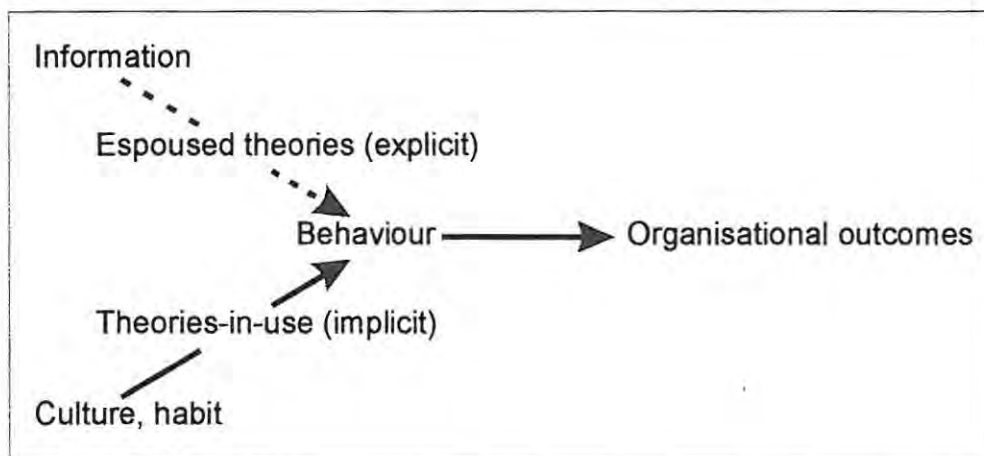 Information
Espoused theories (explicit)
Behaviour
Organisational outcomes
Theories-in-use (implicit)
Culture, habit